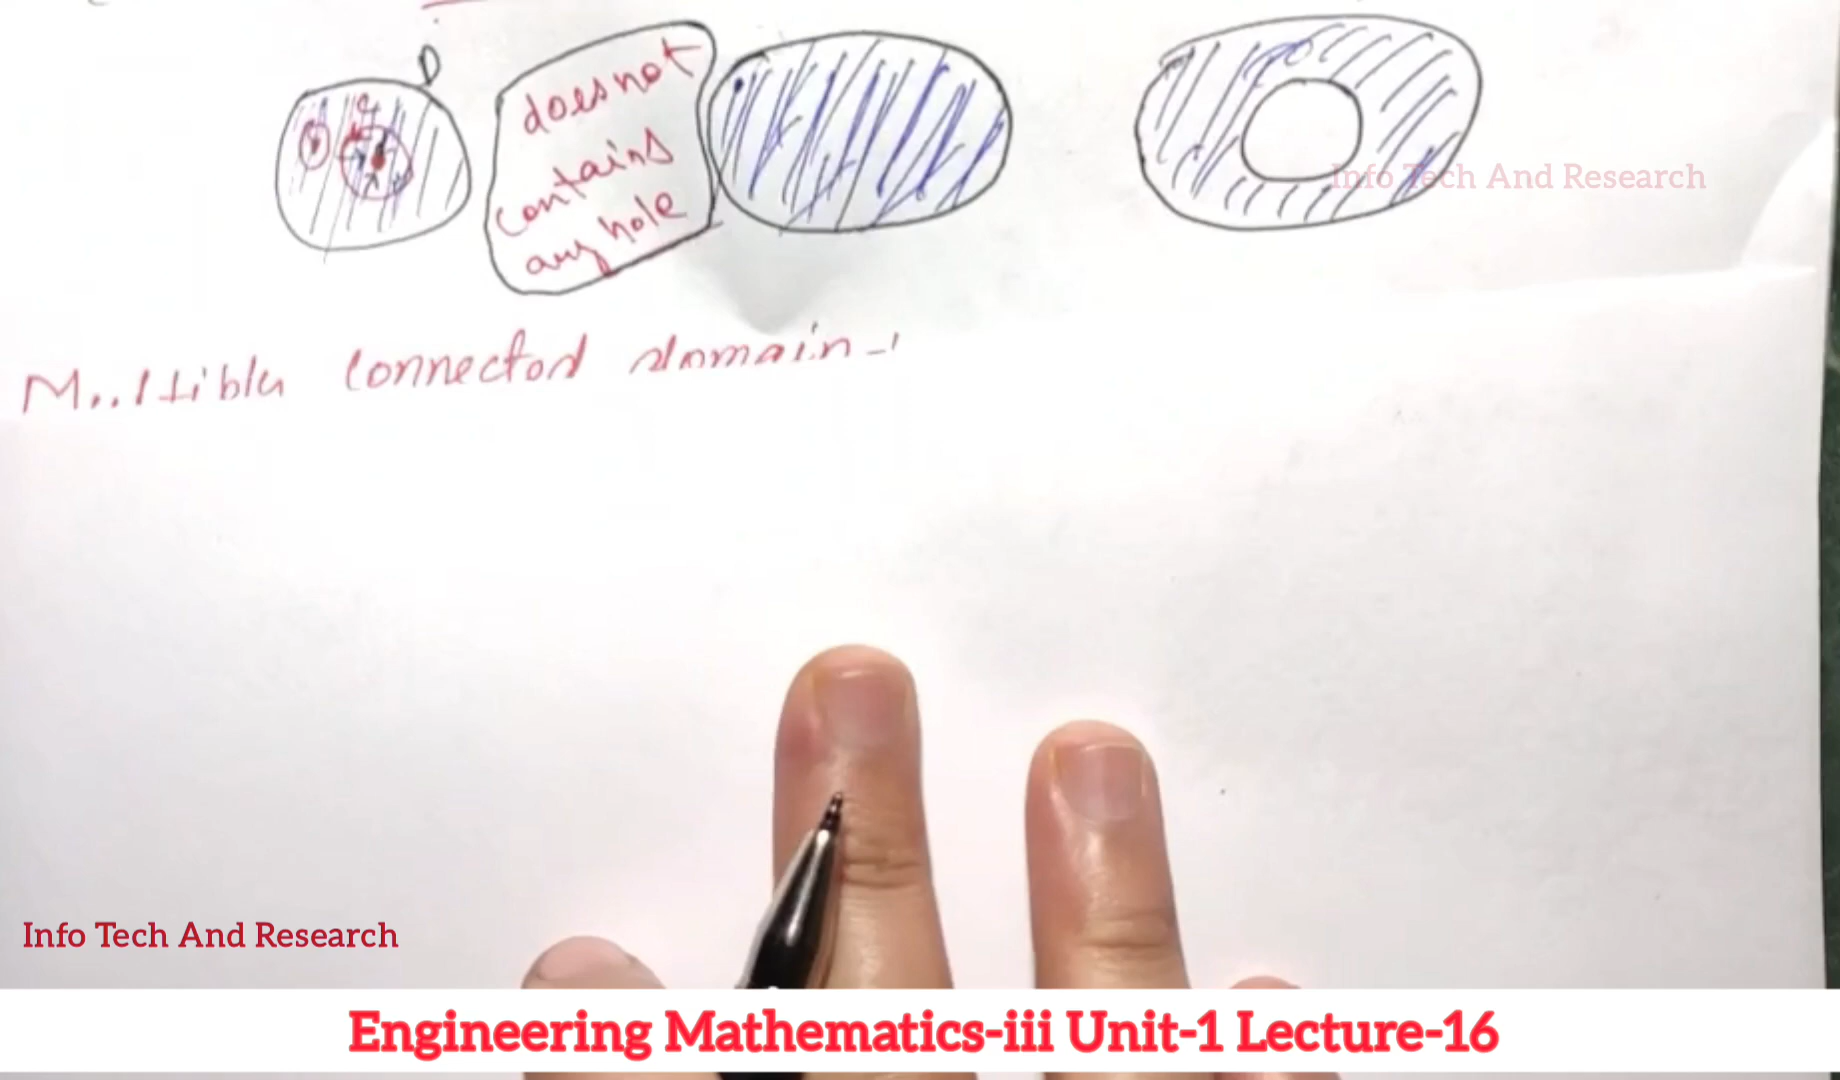 D
does not
contains
any hole
Info Tech And Research
Multiply connected domain -
Info Tech And Research
Engineering Mathematics-iii Unit-1 Lecture-16